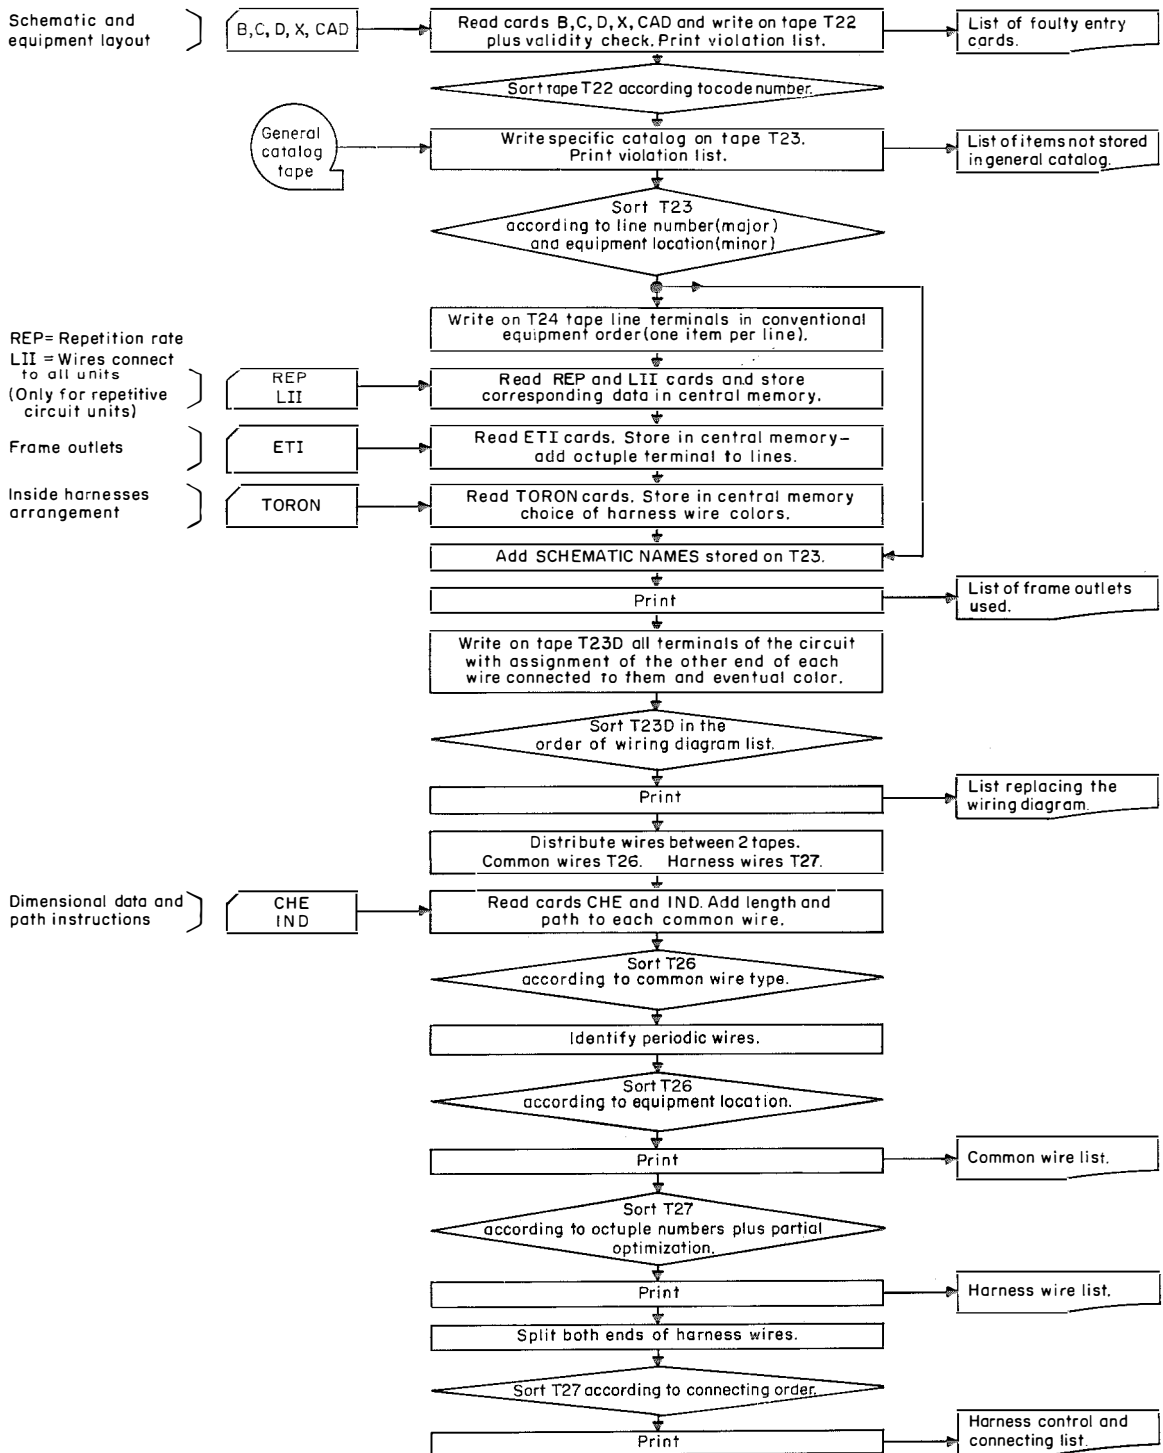 Schematic and
equipment layout
B,C, D, X, CAD
Read cards B,C, D, X, CAD and write on tape T22
plus validity check. Print violation list.
List of faulty entry
cards.
Sort tape T22 according to code number.
General
catalog
tape
Write specific catalog on tape T23.
Print violation list.
List of items not stored
in general catalog.
Sort T23
according to line number(major)
and equipment location(minor)
Write on T24 tape line terminals in conventional
equipment order(one item per line).
REP= Repetition rate
LII = Wires connect
to all units
(Only for repetitive
circuit units)
REP
LII
Read REP and LII cards and store
corresponding data in central memory.
Frame outlets
ETI
Read ETI cards. Store in central memory–
add octuple terminal to lines.
Inside harnesses
arrangement
TORON
Read TORON cards. Store in central memory
choice of harness wire colors.
Add SCHEMATIC NAMES stored on T23.
Print
List of frame outlets
used.
Write on tape T23D all terminals of the circuit
with assignment of the other end of each
wire connected to them and eventual color.
Sort T23D in the
order of wiring diagram list.
Print
List replacing the
wiring diagram.
Distribute wires between 2 tapes.
Common wires T26. Harness wires T27.
Dimensional data and
path instructions
CHE
IND
Read cards CHE and IND. Add length and
path to each common wire.
Sort T26
according to common wire type.
Identify periodic wires.
Sort T26
according to equipment location.
Print
Common wire list.
Sort T27
according to octuple numbers plus partial
optimization.
Print
Harness wire list.
Split both ends of harness wires.
Sort T27 according to connecting order.
Print
Harness control and
connecting list.